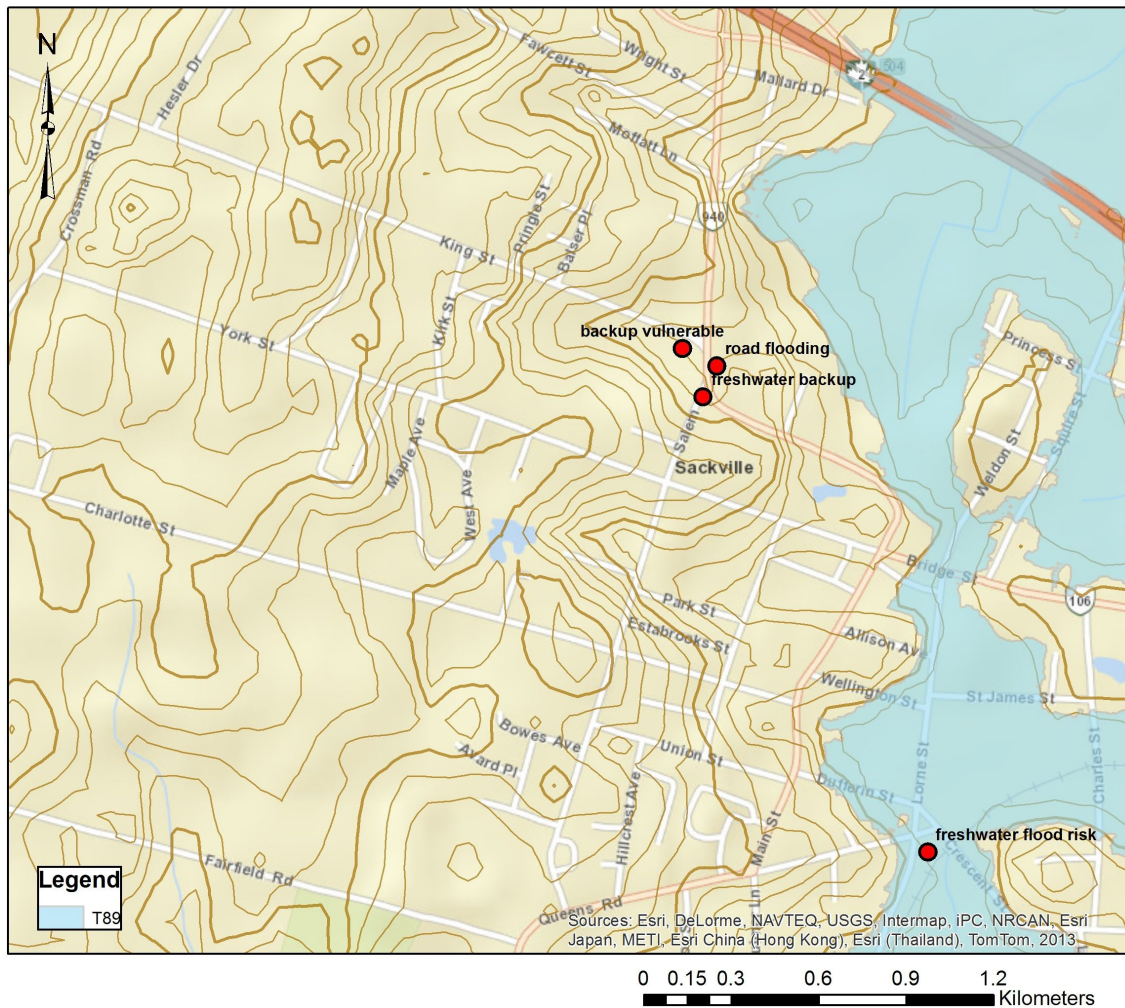 N
Fawcett St
Wright St
Mallard Dr
2
504
Hesler Dr
Crossman Rd
Moffatt Ln
940
Pringle St
Balser Pl
King St
York St
Kirk St
backup vulnerable
road flooding
freshwater backup
Princess St
Squire St
Weldon St
Salem
Sackville
Maple Ave
West Ave
Charlotte St
Bridge St
106
Park St
Estabrooks St
Allison Ave
Wellington St
St James St
Lorne St
Charles St
Bowes Ave
Avard Pl
Union St
Dufferin St
Hillcrest Ave
Main St
freshwater flood risk
Crescent St
Fairfield Rd
Queens Rd
Legend
T89
Sources: Esri, DeLorme, NAVTEQ, USGS, Intermap, iPC, NRCAN, Esri
Japan, METI, Esri China (Hong Kong), Esri (Thailand), TomTom, 2013
0 0.15 0.3 0.6 0.9 1.2
Kilometers